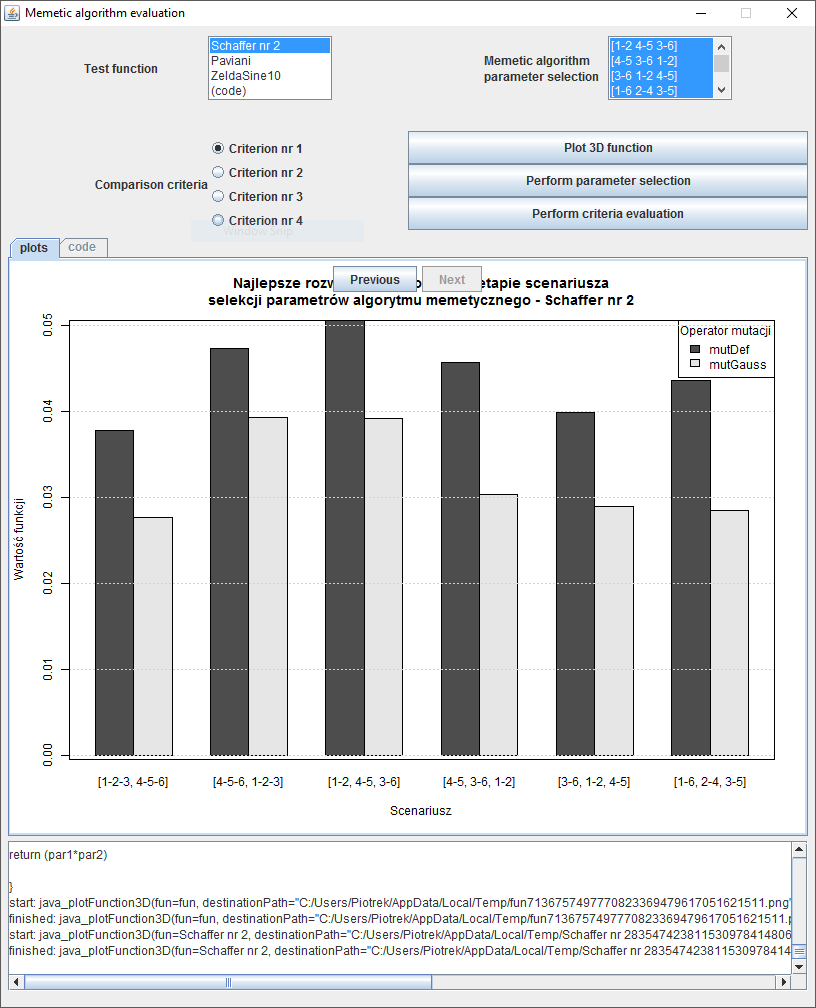 Memetic algorithm evaluation
Test function
Schaffer nr 2
Paviani
ZeldaSine10
(code)
Memetic algorithm
parameter selection
[1-2 4-5 3-6]
[4-5 3-6 1-2]
[3-6 1-2 4-5]
[1-6 2-4 3-5]
Comparison criteria
Criterion nr 1
Criterion nr 2
Criterion nr 3
Criterion nr 4
Window Snip
Plot 3D function
Perform parameter selection
Perform criteria evaluation
plots
code
Previous
Next
Najlepsze etapie scenariusza
selekcji parametrów algorytmu memetycznego - Schaffer nr 2
Operator mutacji
mutDef
mutGauss
Wartość funkcji
0.05
0.04
0.03
0.02
0.01
0.00
[1-2-3, 4-5-6]
[4-5-6, 1-2-3]
[1-2, 4-5, 3-6]
[4-5, 3-6, 1-2]
[3-6, 1-2, 4-5]
[1-6, 2-4, 3-5]
Scenariusz
return (par1*par2)
}
start: java_plotFunction3D(fun=fun, destinationPath="C:/Users/Piotrek/AppData/Local/Temp/fun7136757497770823369479617051621511.png"
finished: java_plotFunction3D(fun=fun, destinationPath="C:/Users/Piotrek/AppData/Local/Temp/fun7136757497770823369479617051621511.p
start: java_plotFunction3D(fun=Schaffer nr 2, destinationPath="C:/Users/Piotrek/AppData/Local/Temp/Schaffer nr 283547423811530978414806
finished: java_plotFunction3D(fun=Schaffer nr 2, destinationPath="C:/Users/Piotrek/AppData/Local/Temp/Schaffer nr 283547423811530978414